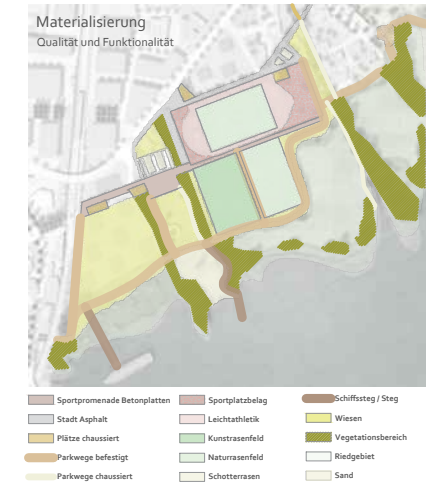 Materialisierung
Qualität und Funktionalität
Sportpromenade Betonplatten
Sportplatzbelag
Schiffssteg / Steg
Stadt Asphalt
Leichtathletik
Wiesen
Plätze chaussiert
Kunstrasenfeld
Vegetationsbereich
Parkwege befestigt
Naturrasenfeld
Riedgebiet
Parkwege chaussiert
Schotterrasen
Sand